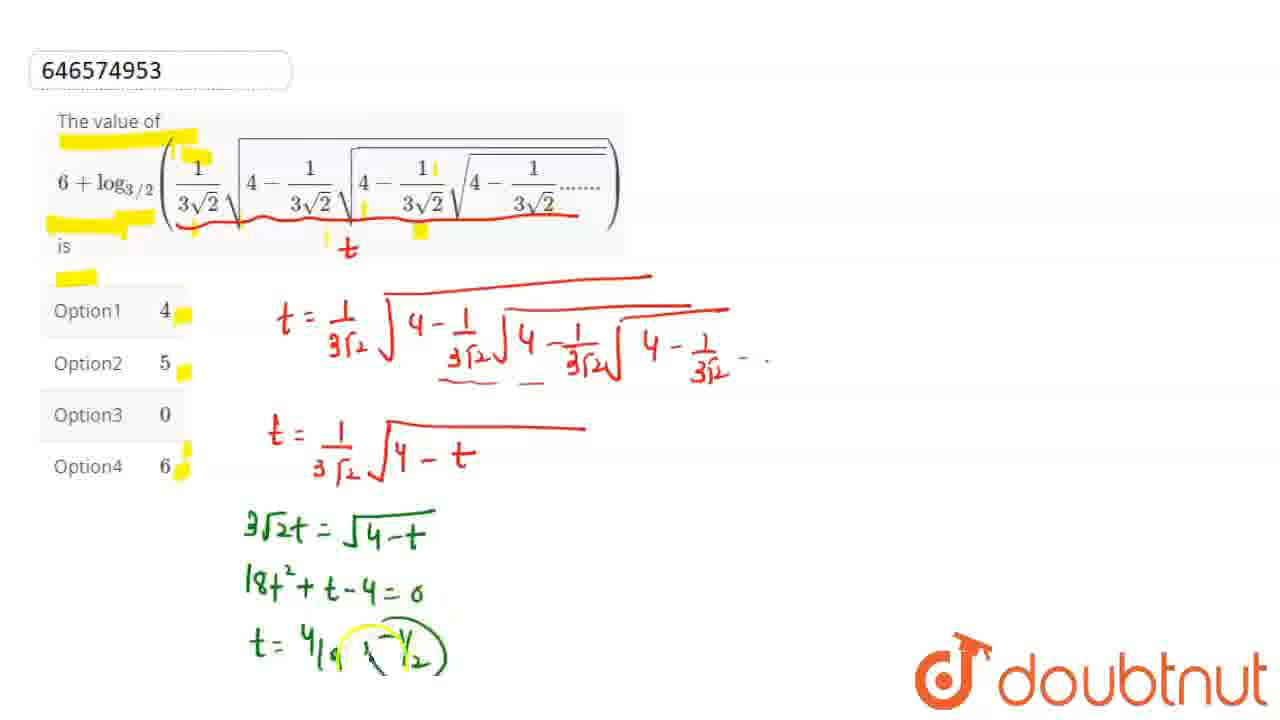 646574953
The value of
6 + log_{3/2} ( 1/(3√2) √(4 − 1/(3√2) √(4 − 1/(3√2) √(4 − 1/(3√2) ....... ))) )
t
is
Option1 4
Option2 5
Option3 0
Option4 6
t = 1/(3√2) √(4 − 1/(3√2) √(4 − 1/(3√2) √(4 − 1/(3√2) - ..
t = 1/(3√2) √(4 − t)
3√2t = √(4 − t)
18t² + t − 4 = 0
t = 4/ −1/2
doubtnut